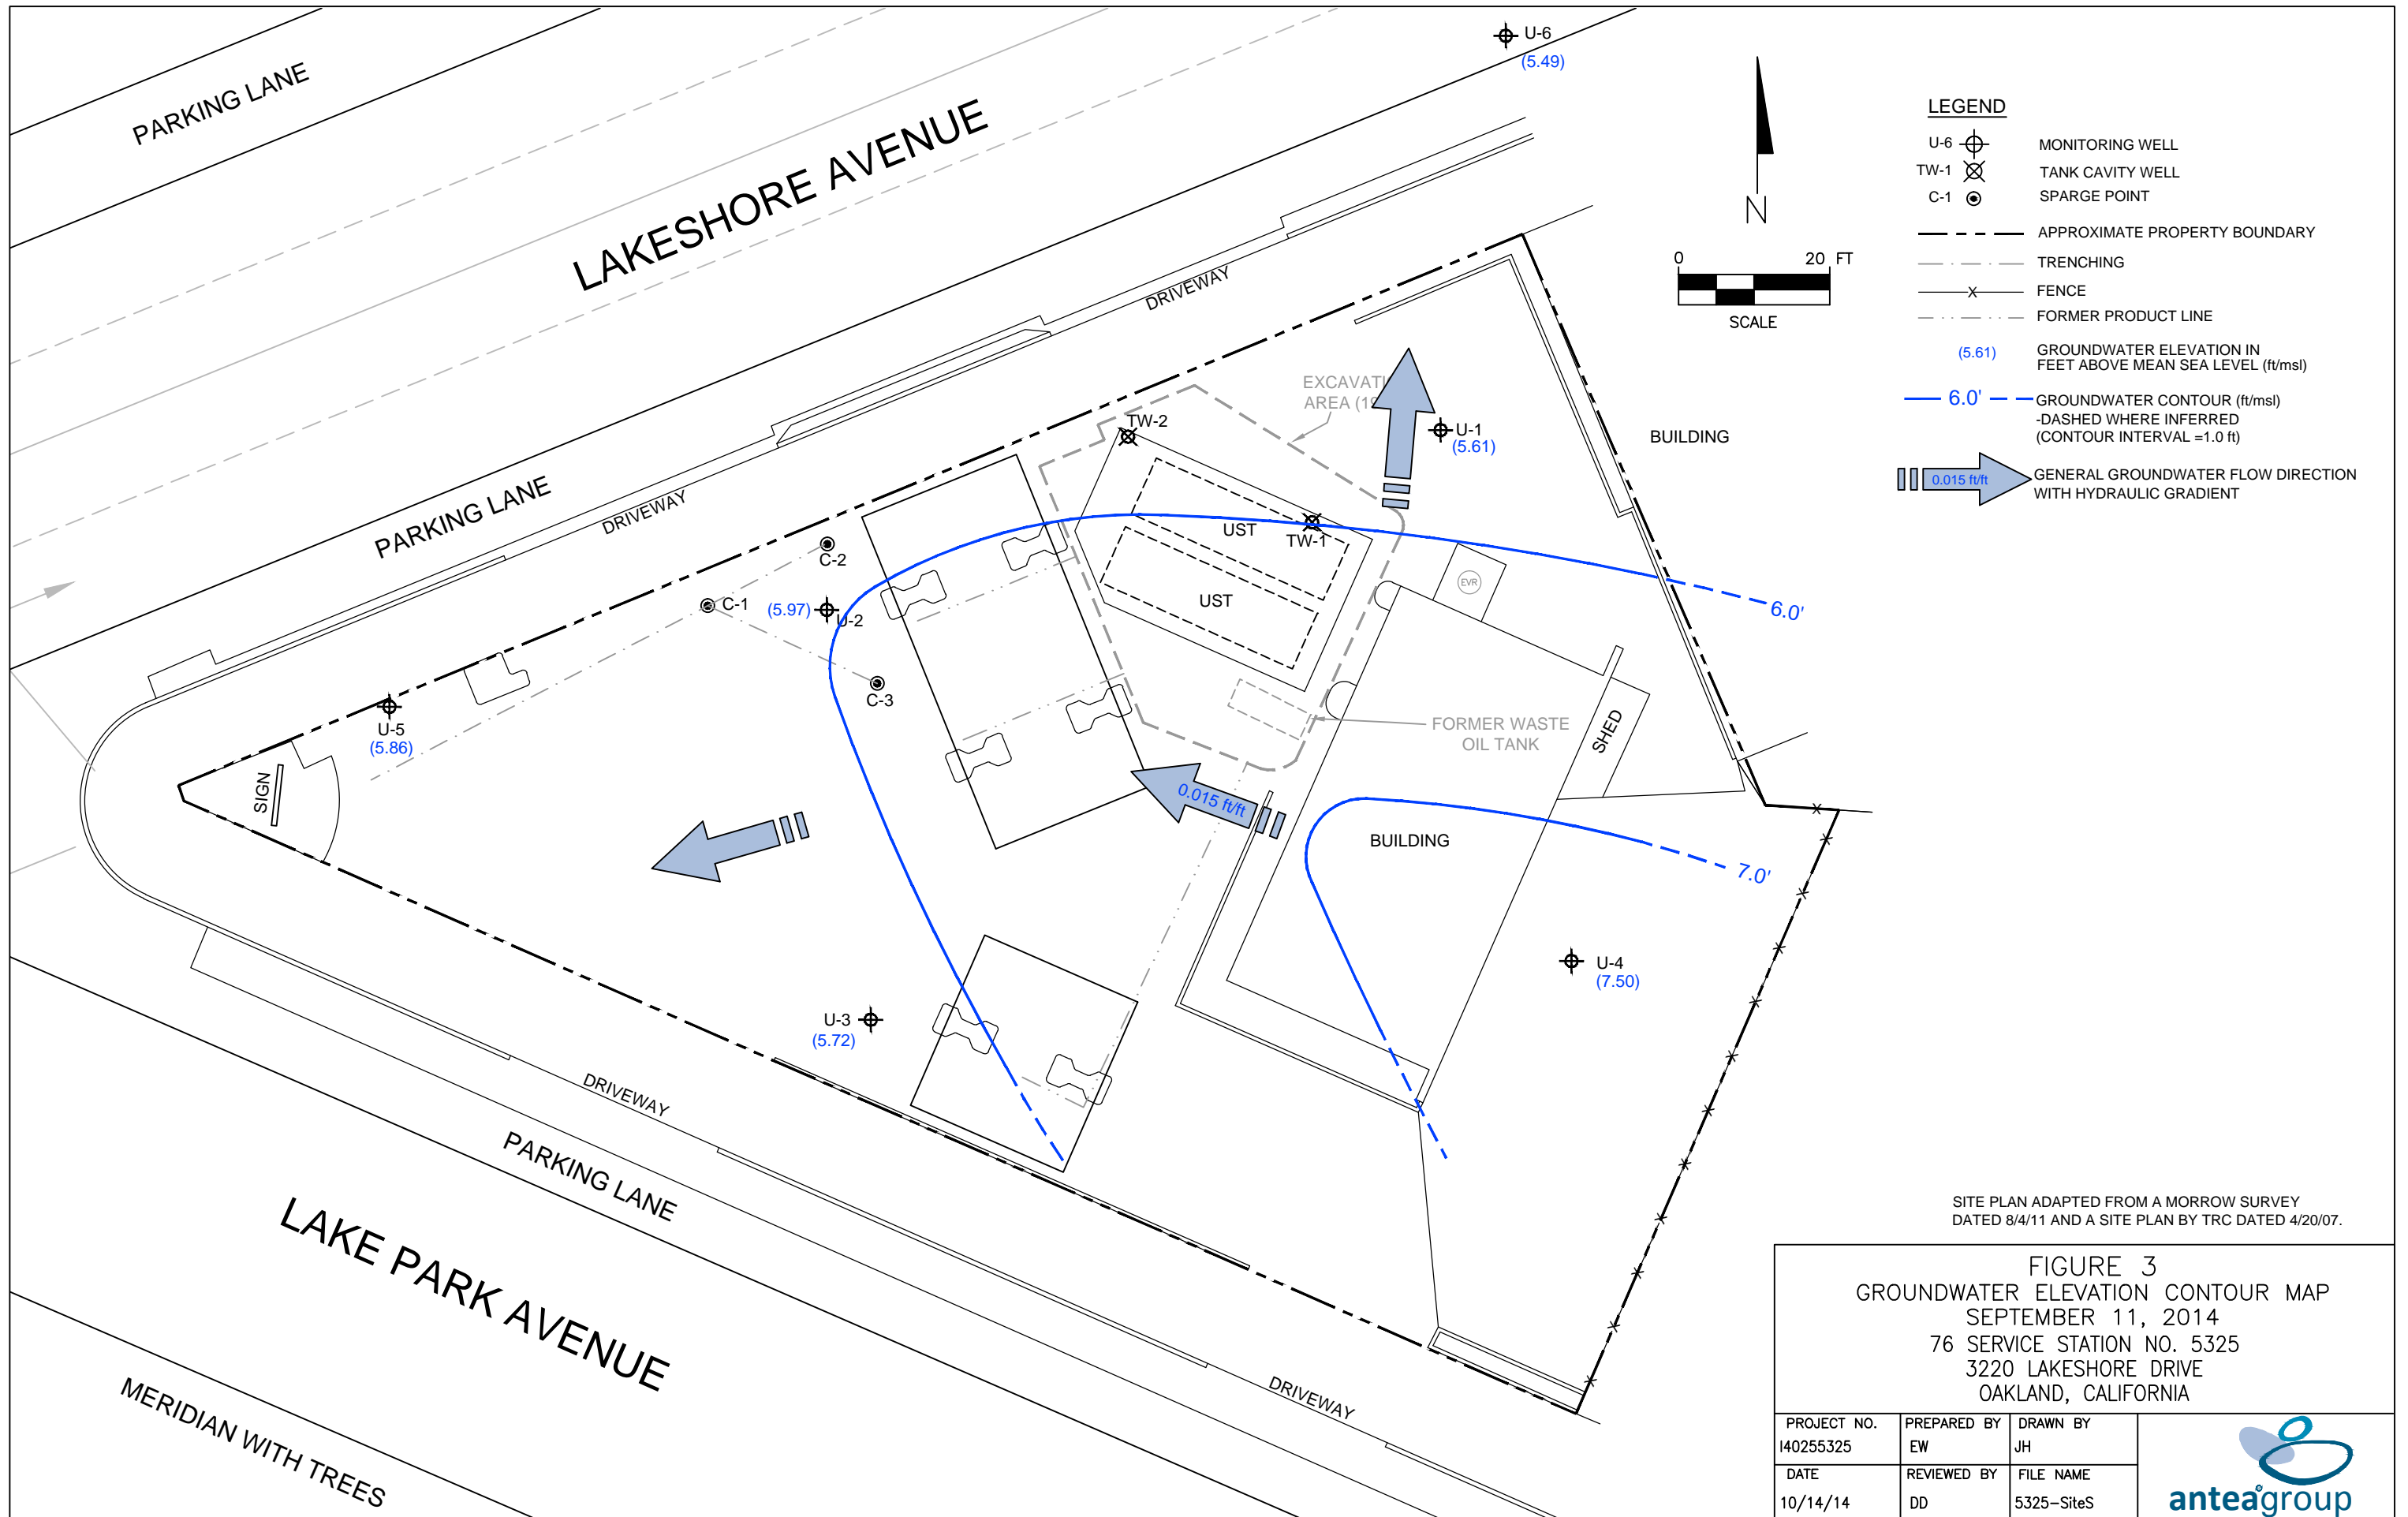 U-6
(5.49)
PARKING LANE
LAKESHORE AVENUE
N
0 20 FT
SCALE
LEGEND
U-6 MONITORING WELL
TW-1 TANK CAVITY WELL
C-1 SPARGE POINT
APPROXIMATE PROPERTY BOUNDARY
TRENCHING
X FENCE
FORMER PRODUCT LINE
(5.61) GROUNDWATER ELEVATION IN
FEET ABOVE MEAN SEA LEVEL (ft/msl)
6.0' GROUNDWATER CONTOUR (ft/msl)
-DASHED WHERE INFERRED
(CONTOUR INTERVAL =1.0 ft)
0.015 ft/ft GENERAL GROUNDWATER FLOW DIRECTION
WITH HYDRAULIC GRADIENT
DRIVEWAY
EXCAVATI
AREA (19
TW-2
U-1
(5.61)
BUILDING
PARKING LANE
DRIVEWAY
UST
TW-1
UST
C-2
C-1
(5.97)
U-2
C-3
EVR
6.0'
U-5
(5.86)
FORMER WASTE
OIL TANK
SHED
SIGN
0.015 ft/ft
BUILDING
7.0'
U-4
(7.50)
U-3
(5.72)
DRIVEWAY
PARKING LANE
LAKE PARK AVENUE
DRIVEWAY
MERIDIAN WITH TREES
SITE PLAN ADAPTED FROM A MORROW SURVEY
DATED 8/4/11 AND A SITE PLAN BY TRC DATED 4/20/07.
FIGURE 3
GROUNDWATER ELEVATION CONTOUR MAP
SEPTEMBER 11, 2014
76 SERVICE STATION NO. 5325
3220 LAKESHORE DRIVE
OAKLAND, CALIFORNIA
PROJECT NO. PREPARED BY DRAWN BY
I40255325 EW JH
DATE REVIEWED BY FILE NAME
10/14/14 DD 5325-SiteS
anteagroup